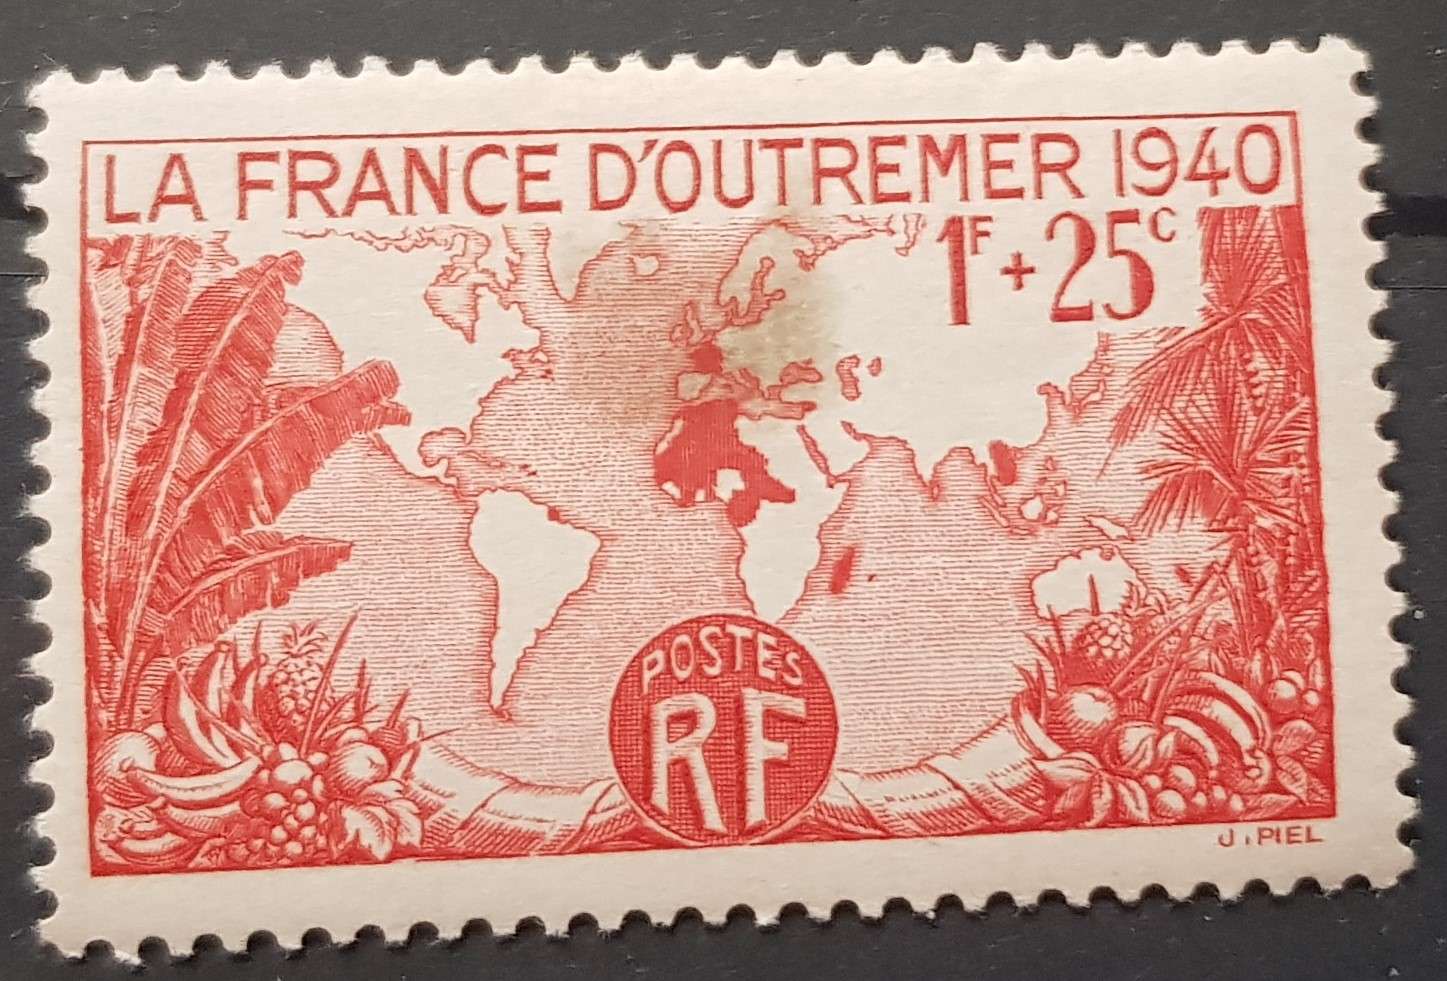 LA FRANCE D'OUTREMER 1940
1F + 25c
POSTES
RF
J. PIEL